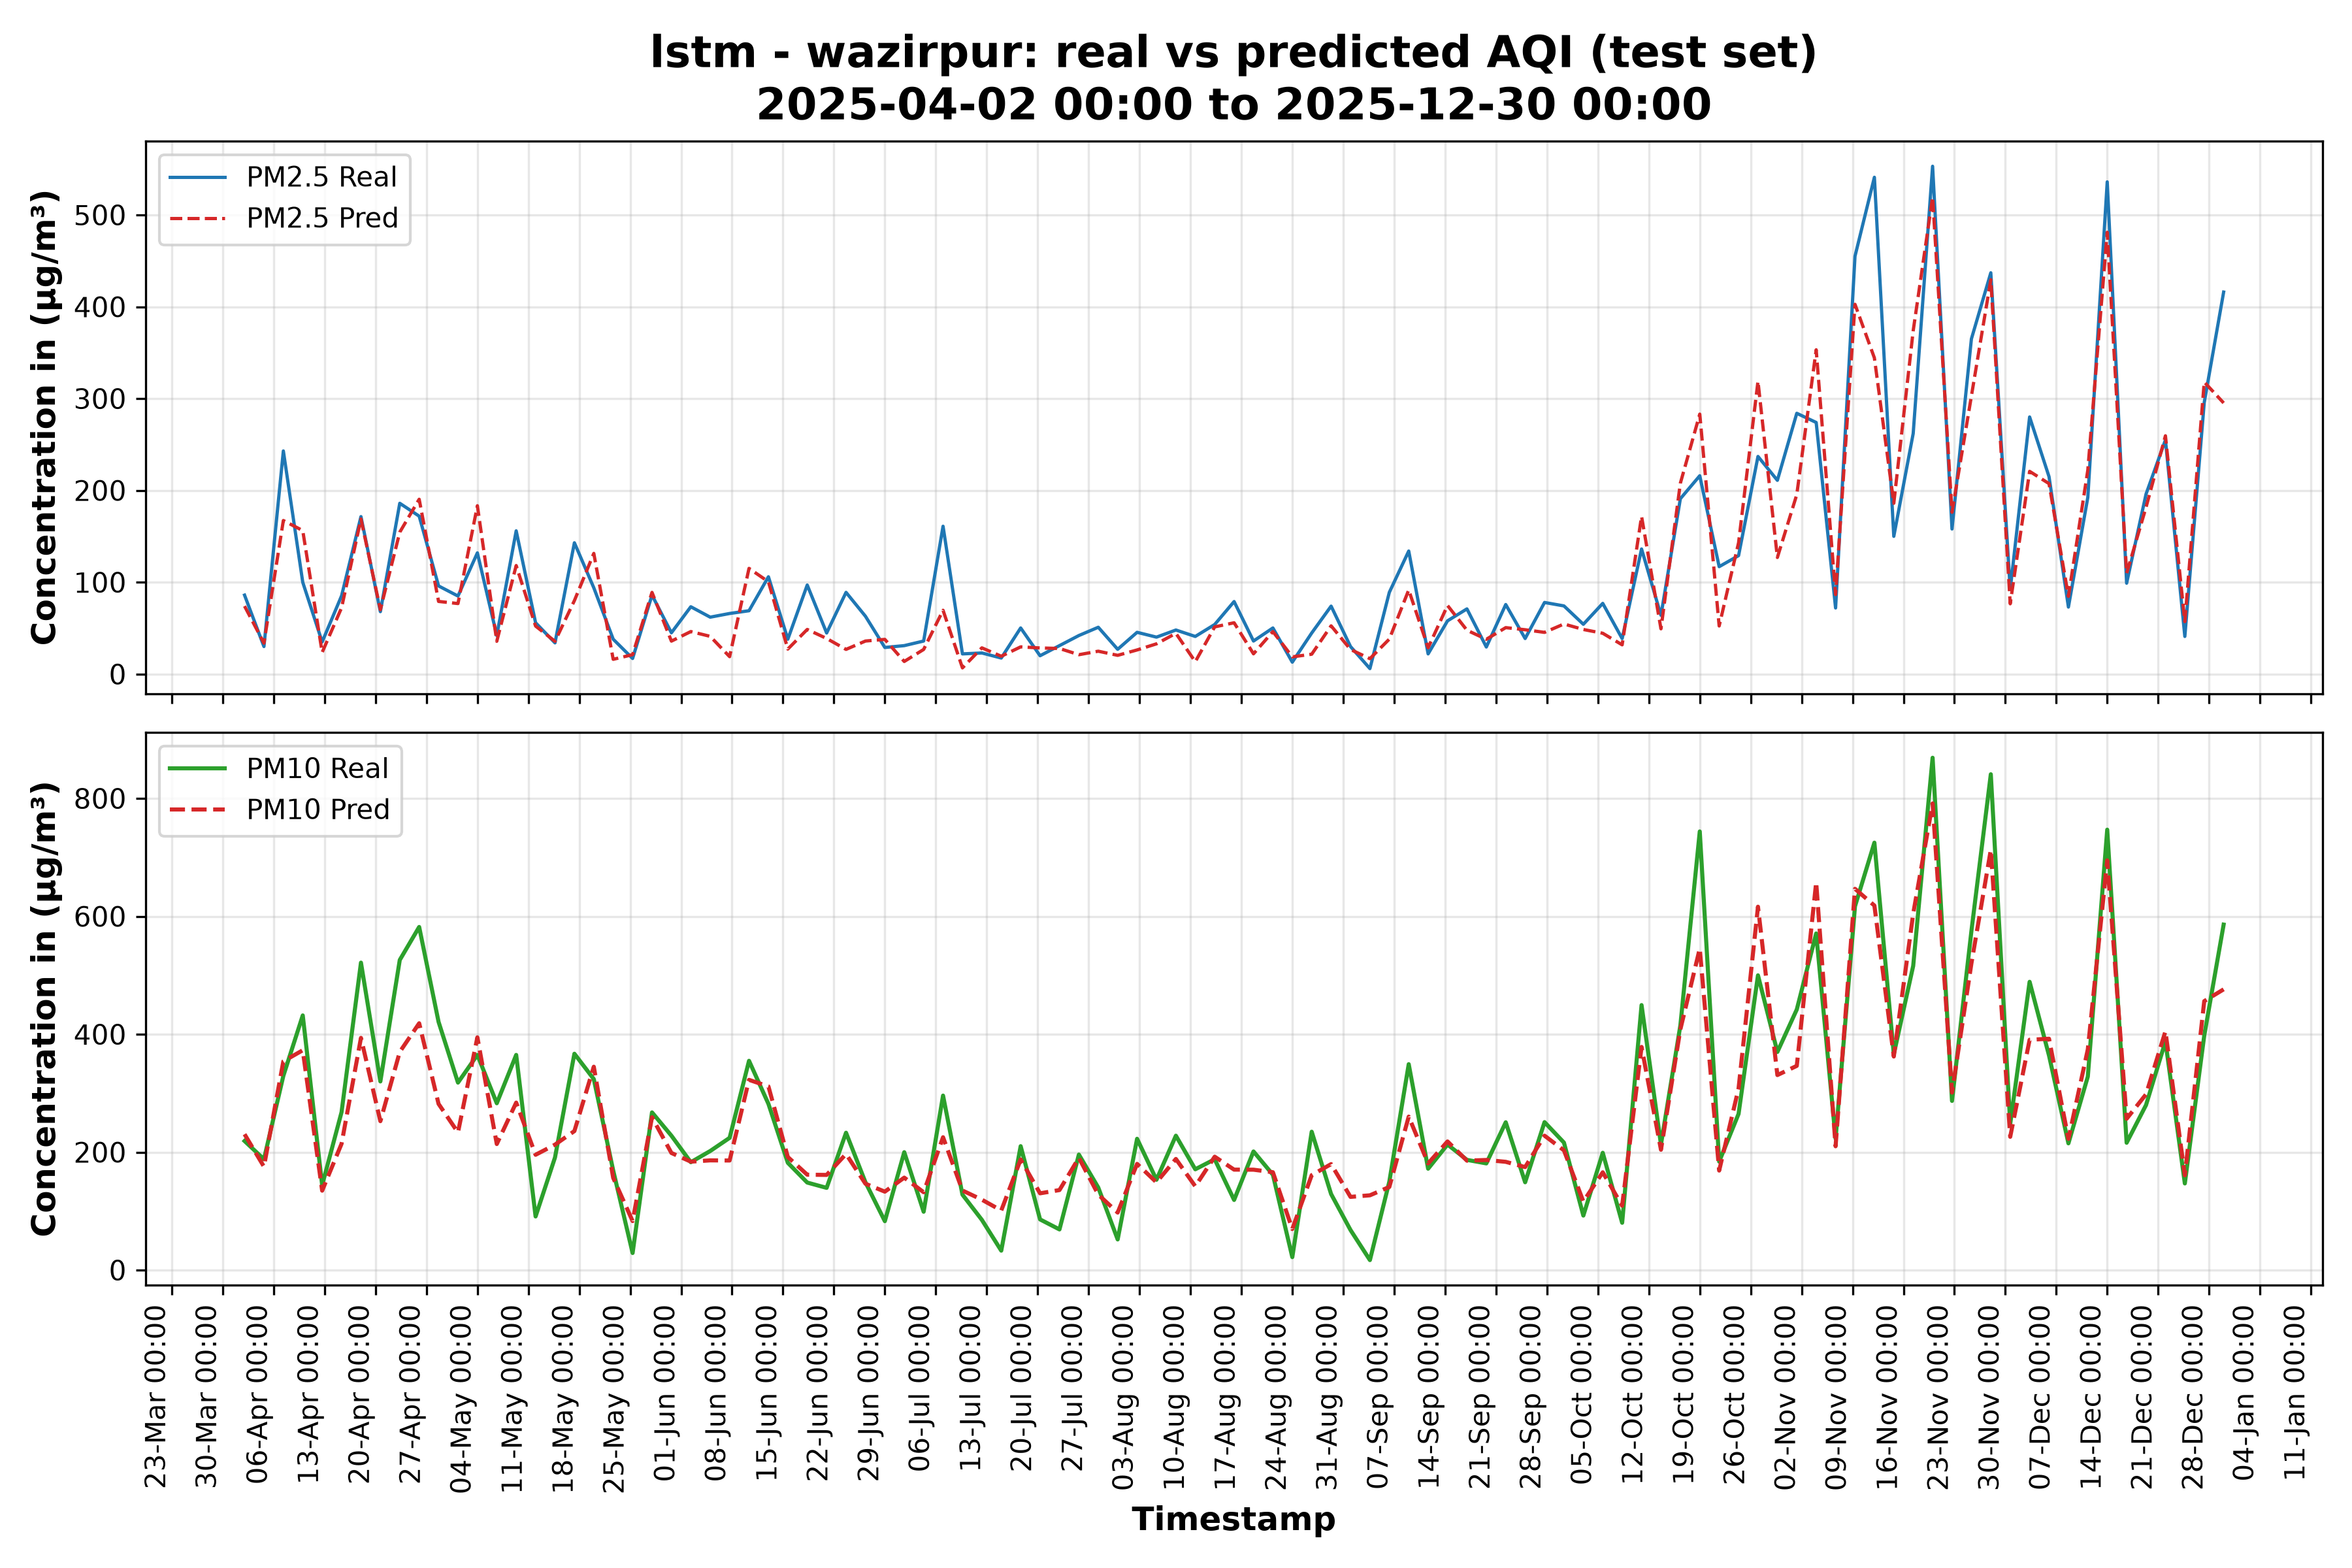 lstm - wazirpur: real vs predicted AQI (test set)
2025-04-02 00:00 to 2025-12-30 00:00
Concentration in (µg/m³)
500
400
300
200
100
0
PM2.5 Real
PM2.5 Pred
Concentration in (µg/m³)
800
600
400
200
0
PM10 Real
PM10 Pred
23-Mar 00:00
30-Mar 00:00
06-Apr 00:00
13-Apr 00:00
20-Apr 00:00
27-Apr 00:00
04-May 00:00
11-May 00:00
18-May 00:00
25-May 00:00
01-Jun 00:00
08-Jun 00:00
15-Jun 00:00
22-Jun 00:00
29-Jun 00:00
06-Jul 00:00
13-Jul 00:00
20-Jul 00:00
27-Jul 00:00
03-Aug 00:00
10-Aug 00:00
17-Aug 00:00
24-Aug 00:00
31-Aug 00:00
07-Sep 00:00
14-Sep 00:00
21-Sep 00:00
28-Sep 00:00
05-Oct 00:00
12-Oct 00:00
19-Oct 00:00
26-Oct 00:00
02-Nov 00:00
09-Nov 00:00
16-Nov 00:00
23-Nov 00:00
30-Nov 00:00
07-Dec 00:00
14-Dec 00:00
21-Dec 00:00
28-Dec 00:00
04-Jan 00:00
11-Jan 00:00
Timestamp